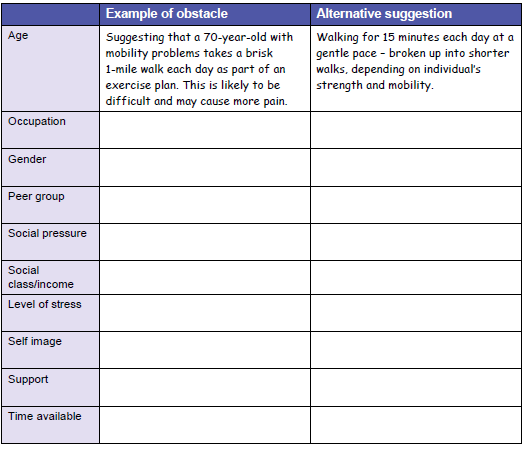 Example of obstacle
Alternative suggestion
Age
Suggesting that a 70-year-old with
mobility problems takes a brisk
1-mile walk each day as part of an
exercise plan. This is likely to be
difficult and may cause more pain.
Walking for 15 minutes each day at a
gentle pace – broken up into shorter
walks, depending on individual's
strength and mobility.
Occupation
Gender
Peer group
Social pressure
Social
class/income
Level of stress
Self image
Support
Time available